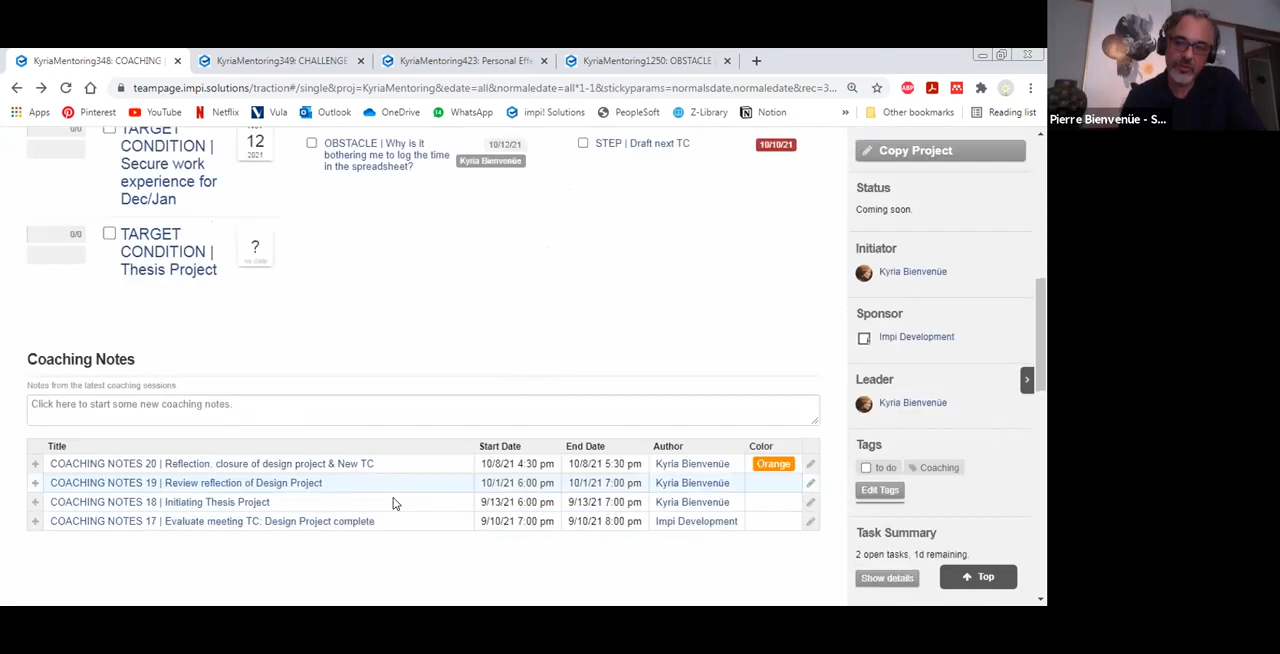 KyriaMentoring348: COACHING
KyriaMentoring349: CHALLENGE
KyriaMentoring423: Personal Effe
KyriaMentoring1250: OBSTACLE |
teampage.impi.solutions/traction#/single&proj=KyriaMentoring&edate=all&normaledate=all*1-1&stickyparams=normalsdate,normaledate&rec=3...
Apps
Pinterest
YouTube
Netflix
Vula
Outlook
OneDrive
WhatsApp
impi! Solutions
PeopleSoft
Z-Library
Notion
»
Other bookmarks
Reading list
Pierre Bienvenüe - S...
0/0
TARGET
CONDITION |
Secure work
experience for
Dec/Jan
12
2021
OBSTACLE | Why is it
bothering me to log the time
in the spreadsheet?
10/12/21
Kyria Bienvenüe
STEP | Draft next TC
10/10/21
0/0
TARGET
CONDITION |
Thesis Project
?
No date
Coaching Notes
Notes from the latest coaching sessions
Click here to start some new coaching notes.
Title Start Date End Date Author Color
COACHING NOTES 20 | Reflection, closure of design project & New TC 10/8/21 4:30 pm 10/8/21 5:30 pm Kyria Bienvenüe Orange
COACHING NOTES 19 | Review reflection of Design Project 10/1/21 6:00 pm 10/1/21 7:00 pm Kyria Bienvenüe
COACHING NOTES 18 | Initiating Thesis Project 9/13/21 6:00 pm 9/13/21 7:00 pm Kyria Bienvenüe
COACHING NOTES 17 | Evaluate meeting TC: Design Project complete 9/10/21 7:00 pm 9/10/21 8:00 pm Impi Development
Copy Project
Status
Coming soon.
Initiator
Kyria Bienvenüe
Sponsor
Impi Development
Leader
Kyria Bienvenüe
Tags
to do
Coaching
Edit Tags
Task Summary
2 open tasks, 1d remaining.
Show details
Top